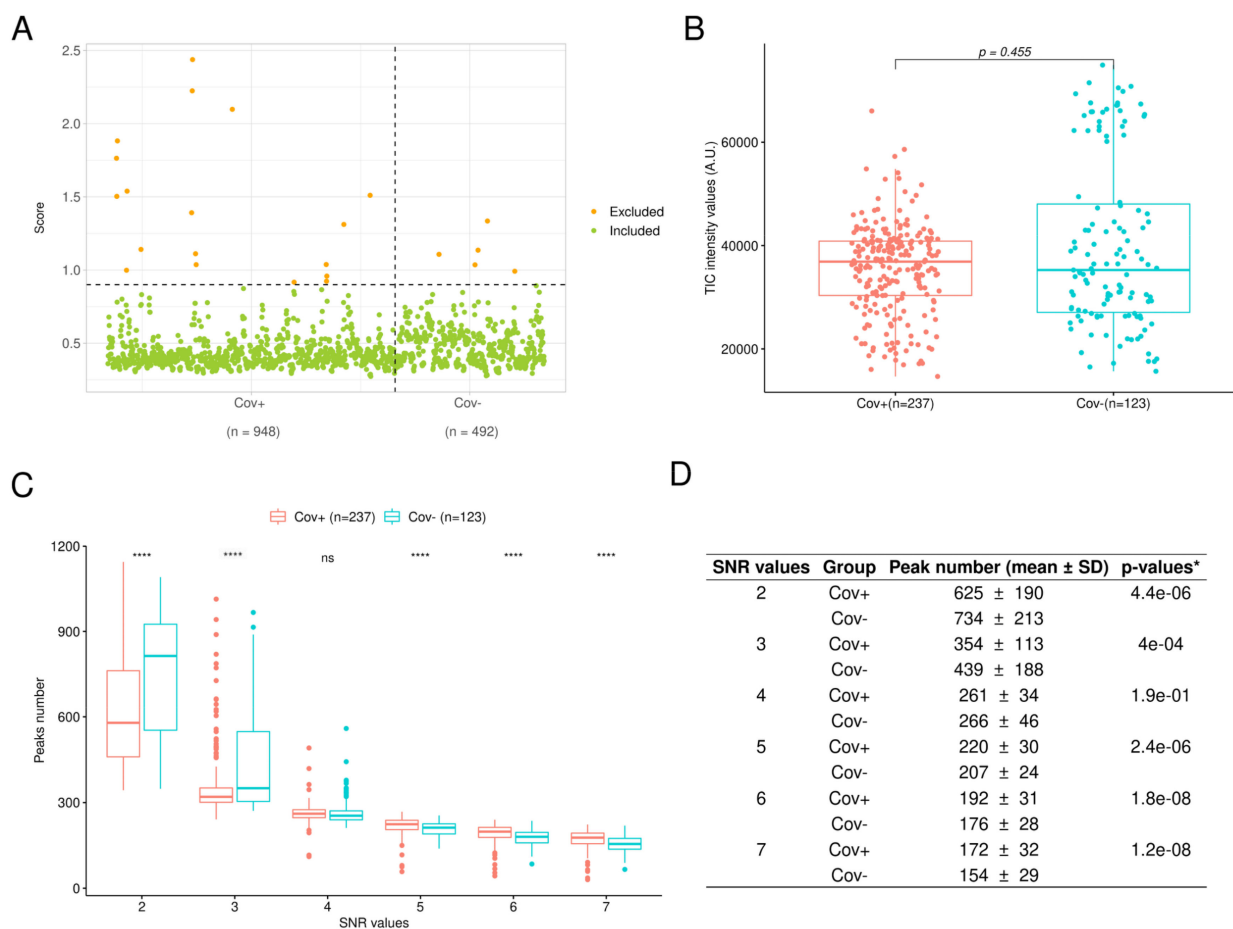 A
2.5
2.0
1.5
1.0
0.5
Score
Cov+
Cov-
(n = 948)
(n = 492)
Excluded
Included
B
p = 0.455
60000
40000
20000
TIC intensity values (A.U.)
Cov+(n=237)
Cov-(n=123)
C
Cov+ (n=237)
Cov- (n=123)
**** **** ns **** **** ****
1200
900
600
300
0
Peaks number
2 3 4 5 6 7
SNR values
D
SNR values Group Peak number (mean ± SD) p-values*
2 Cov+ 625 ± 190 4.4e-06
Cov- 734 ± 213
3 Cov+ 354 ± 113 4e-04
Cov- 439 ± 188
4 Cov+ 261 ± 34 1.9e-01
Cov- 266 ± 46
5 Cov+ 220 ± 30 2.4e-06
Cov- 207 ± 24
6 Cov+ 192 ± 31 1.8e-08
Cov- 176 ± 28
7 Cov+ 172 ± 32 1.2e-08
Cov- 154 ± 29